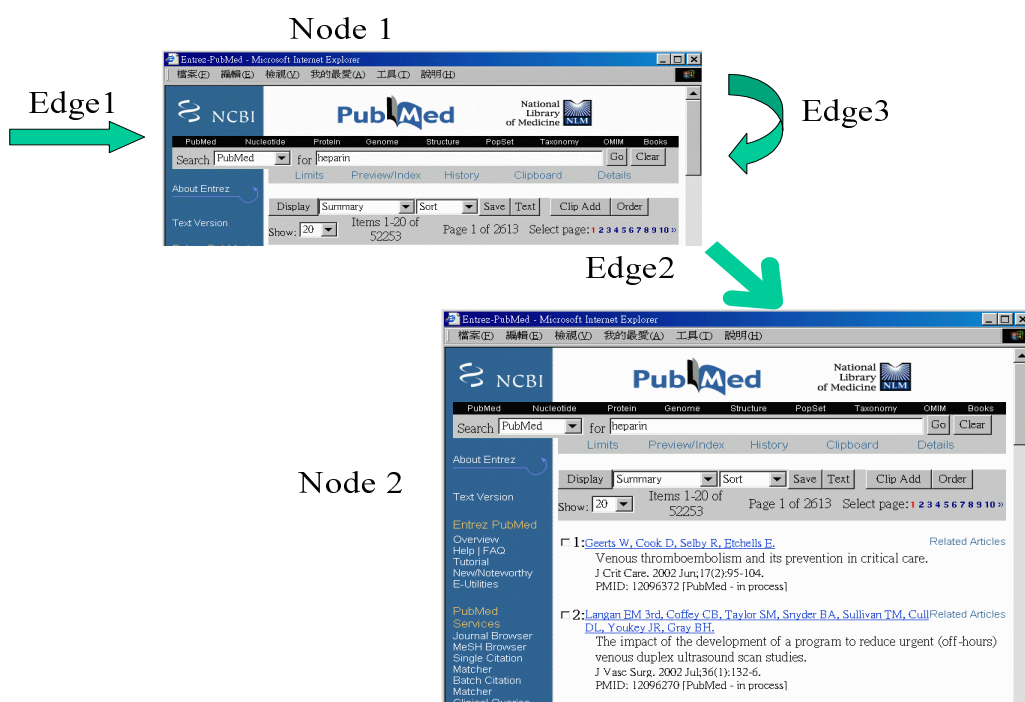 Node 1
Entrez-PubMed - Microsoft Internet Explorer
檔案(F) 編輯(E) 檢視(V) 我的最愛(A) 工具(T) 說明(H)
Edge1
NCBI
PubMed
National
Library
of Medicine NLM
Edge3
PubMed Nucleotide Protein Genome Structure PopSet Taxonomy OMIM Books
Search PubMed for heparin Go Clear
Limits Preview/Index History Clipboard Details
About Entrez
Display Summary Sort Save Text Clip Add Order
Text Version
Show: 20 Items 1-20 of
52253
Page 1 of 2613 Select page: 1 2 3 4 5 6 7 8 9 10 »
Edge2
Entrez-PubMed - Microsoft Internet Explorer
檔案(F) 編輯(E) 檢視(V) 我的最愛(A) 工具(T) 說明(H)
NCBI
PubMed
National
Library
of Medicine NLM
PubMed Nucleotide Protein Genome Structure PopSet Taxonomy OMIM Books
Search PubMed for heparin Go Clear
Limits Preview/Index History Clipboard Details
About Entrez
Node 2
Display Summary Sort Save Text Clip Add Order
Text Version
Show: 20 Items 1-20 of
52253
Page 1 of 2613 Select page: 1 2 3 4 5 6 7 8 9 10 »
Entrez PubMed
Overview
Help | FAQ
Tutorial
New/Noteworthy
E-Utilities
1: Geerts W, Cook D, Selby R, Etchells E. Related Articles
Venous thromboembolism and its prevention in critical care.
J Crit Care. 2002 Jun;17(2):95-104.
PMID: 12096372 [PubMed - in process]
PubMed
Services
Journal Browser
MeSH Browser
Single Citation
Matcher
Batch Citation
Matcher
Clinical Queries
2: Langan EM 3rd, Coffey CB, Taylor SM, Snyder BA, Sullivan TM, Cull Related Articles
DL, Youkey JR, Gray BH.
The impact of the development of a program to reduce urgent (off-hours)
venous duplex ultrasound scan studies.
J Vasc Surg. 2002 Jul;36(1):132-6.
PMID: 12096270 [PubMed - in process]